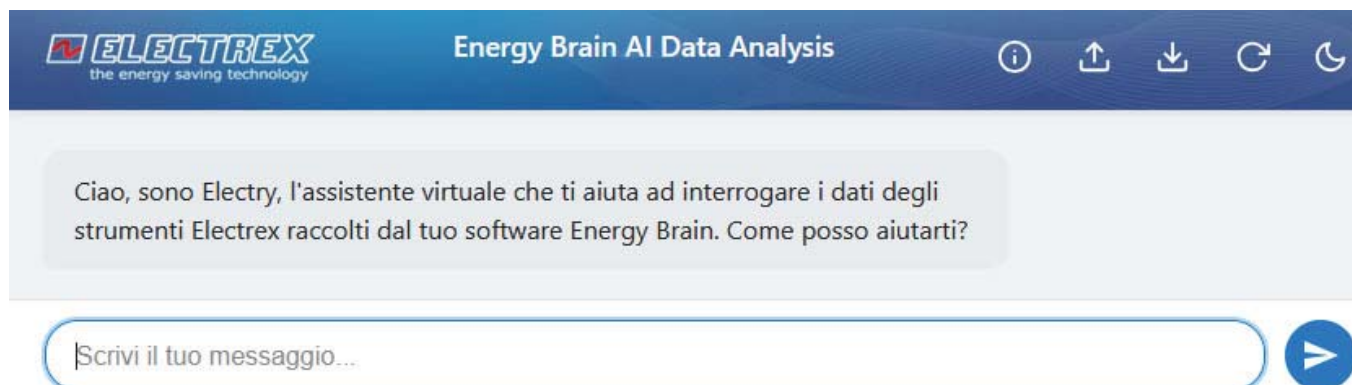 ELECTREX
the energy saving technology
Energy Brain AI Data Analysis
Ciao, sono Electry, l'assistente virtuale che ti aiuta ad interrogare i dati degli
strumenti Electrex raccolti dal tuo software Energy Brain. Come posso aiutarti?
Scrivi il tuo messaggio...